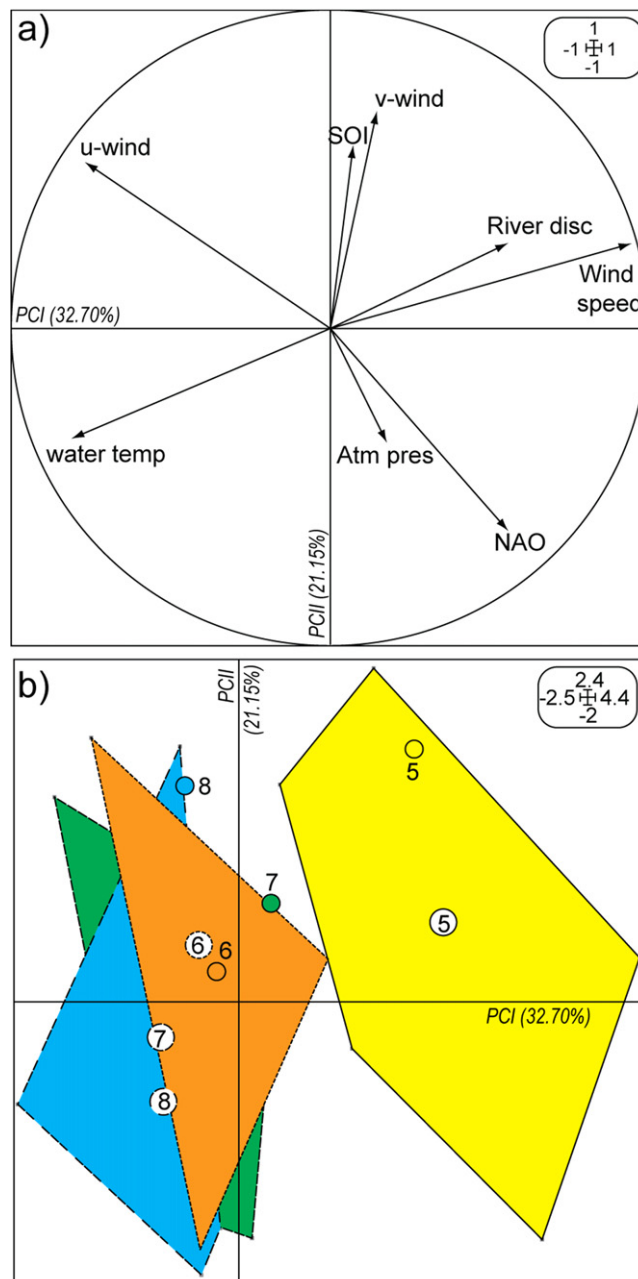 a)
1
-1 1
-1
v-wind
SOI
u-wind
River disc
Wind
speed
PCI (32.70%)
water temp
Atm pres
NAO
PCII (21.15%)
b)
PCII
(21.15%)
2.4
-2.5 4.4
-2
5
8
7
5
6
6
PCI (32.70%)
7
8